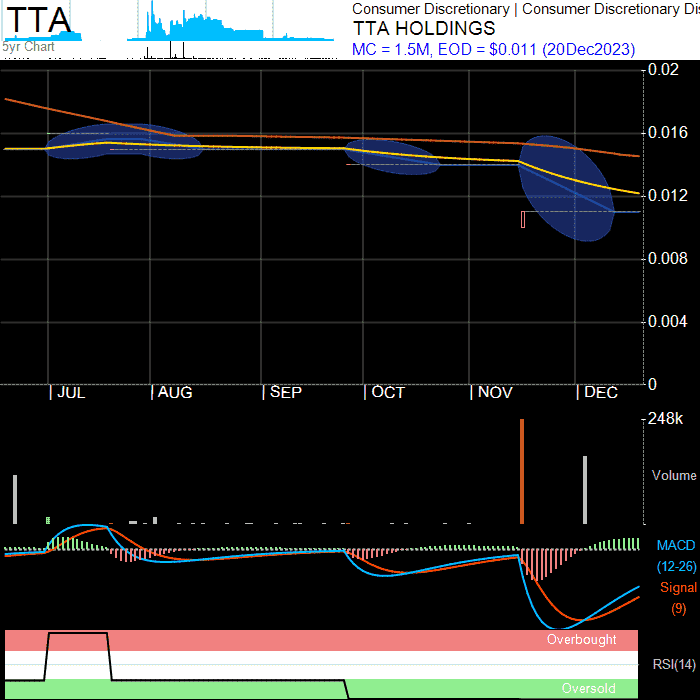 TTA
5yr Chart
Consumer Discretionary | Consumer Discretionary Dis
TTA HOLDINGS
MC = 1.5M, EOD = $0.011 (20Dec2023)
0.02
0.016
0.012
0.008
0.004
0
JUL AUG SEP OCT NOV DEC
248k
Volume
MACD
(12-26)
Signal
(9)
Overbought
RSI(14)
Oversold